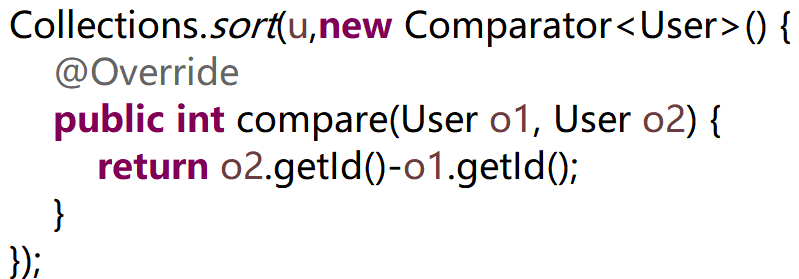 Collections.sort(u,new Comparator<User>() {
@Override
public int compare(User o1, User o2) {
return o2.getId()-o1.getId();
}
});